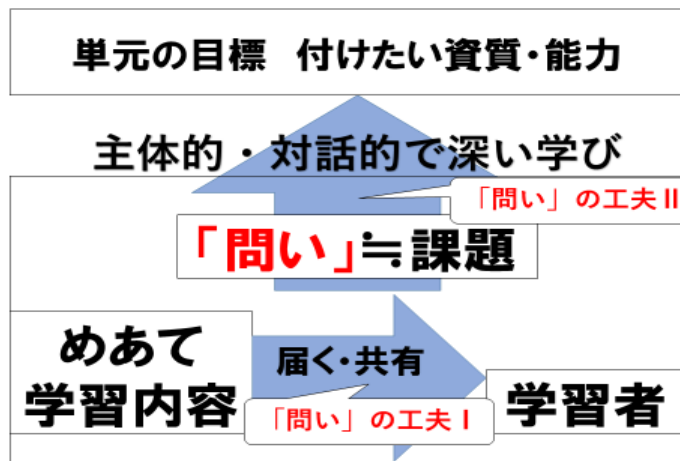 単元の目標 付けたい資質・能力
主体的・対話的で深い学び
「問い」の工夫Ⅱ
「問い」≒課題
めあて
学習内容
届く・共有
「問い」の工夫Ⅰ
学習者